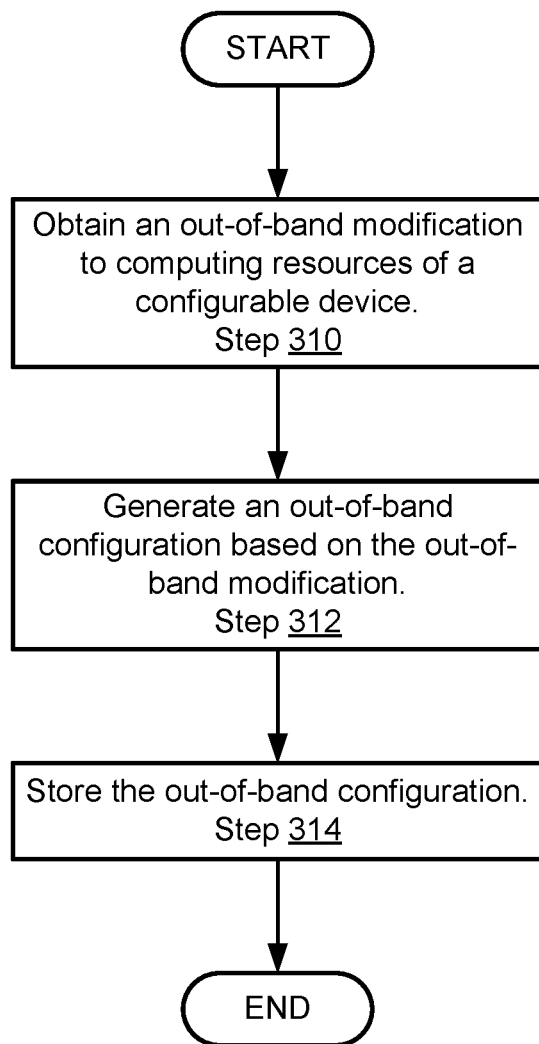 START
Obtain an out-of-band modification
to computing resources of a
configurable device.
Step 310
Generate an out-of-band
configuration based on the out-of-
band modification.
Step 312
Store the out-of-band configuration.
Step 314
END